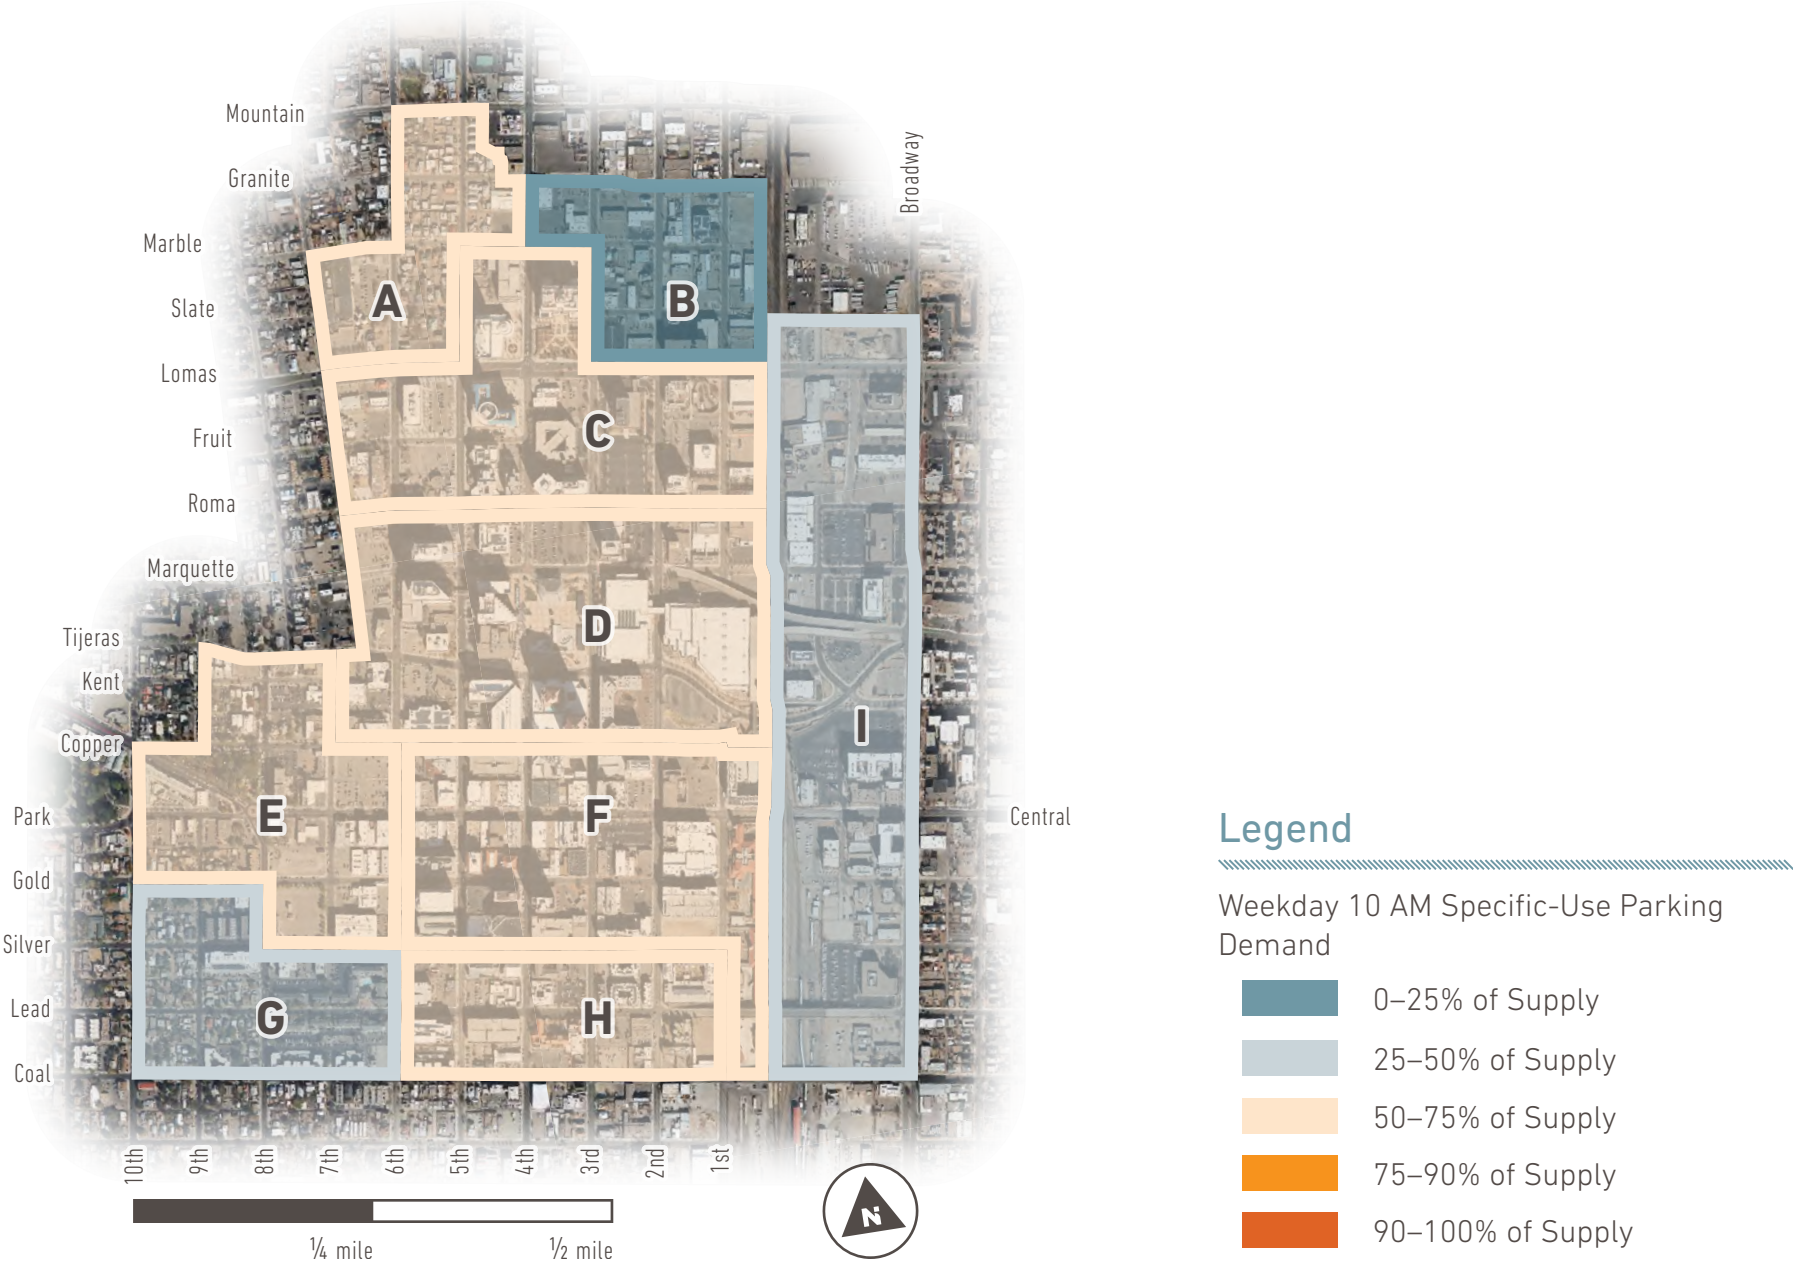 Mountain
Granite
Marble
Slate
Lomas
Fruit
Roma
Marquette
Tijeras
Kent
Copper
Park
Gold
Silver
Lead
Coal
Broadway
Central
A
B
C
D
E
F
G
H
I
10th
9th
8th
7th
6th
5th
4th
3rd
2nd
1st
¼ mile
½ mile
N
Legend
Weekday 10 AM Specific-Use Parking
Demand
0–25% of Supply
25–50% of Supply
50–75% of Supply
75–90% of Supply
90–100% of Supply